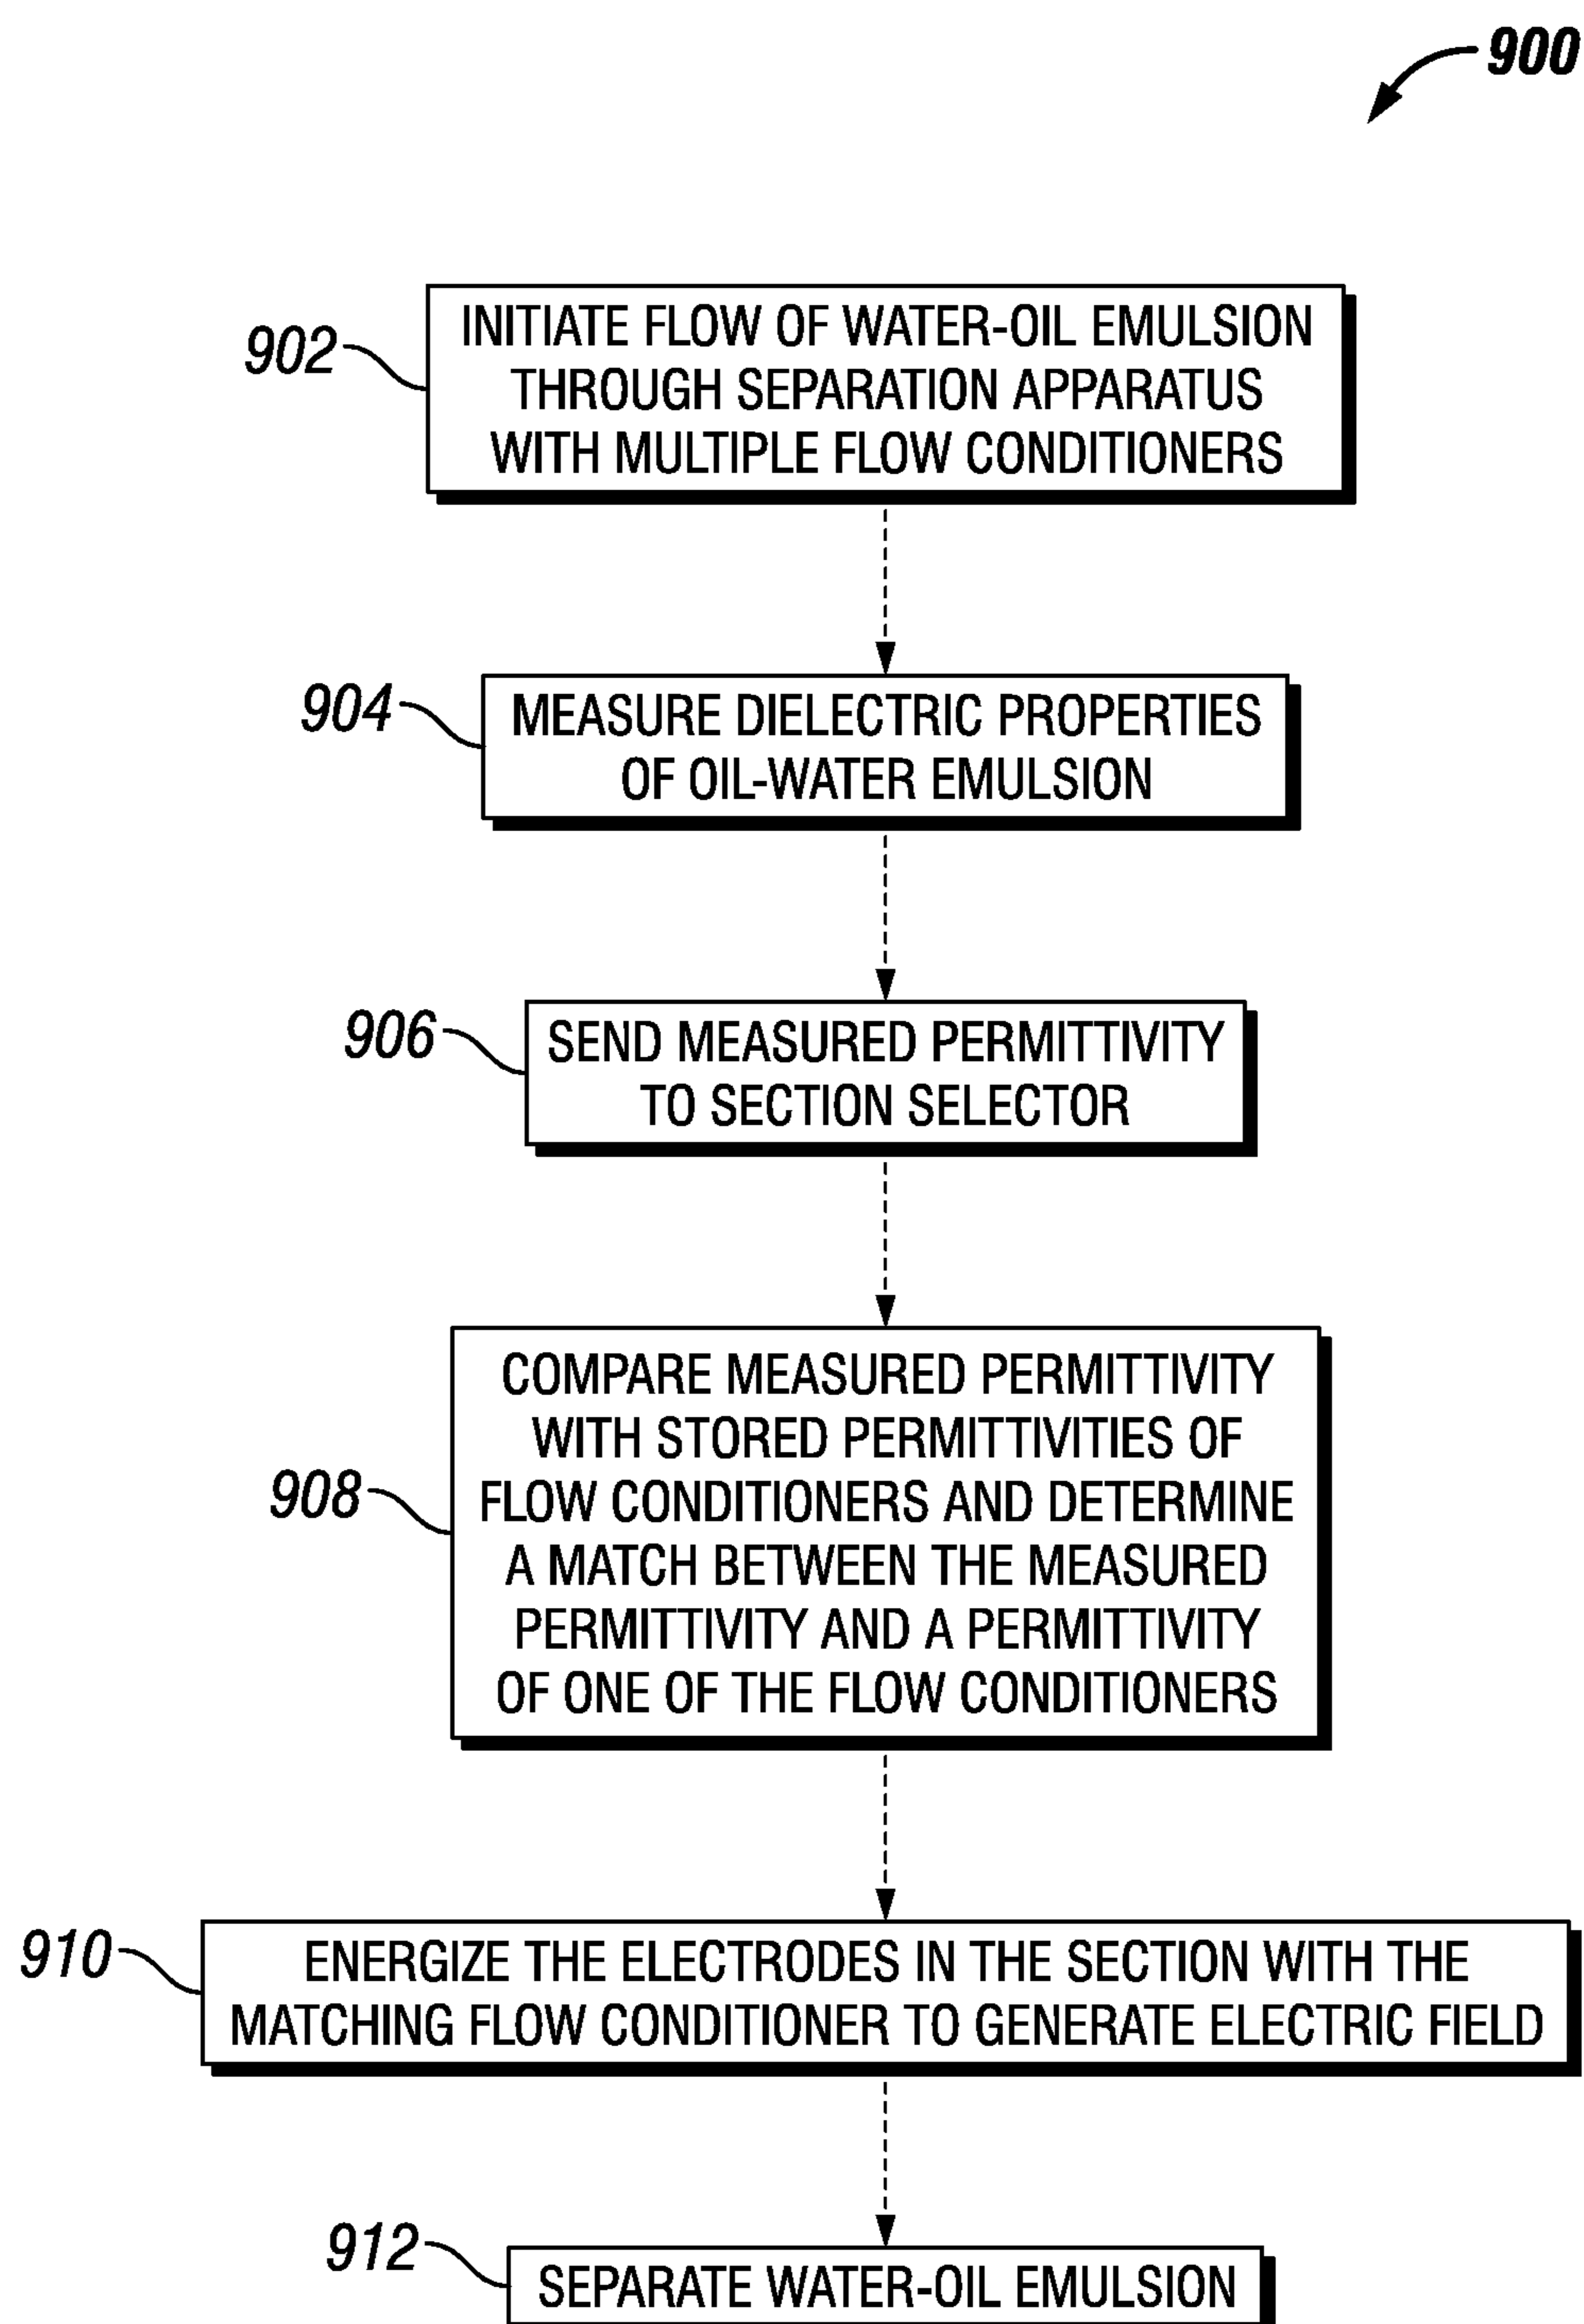 900
902
INITIATE FLOW OF WATER-OIL EMULSION
THROUGH SEPARATION APPARATUS
WITH MULTIPLE FLOW CONDITIONERS
904
MEASURE DIELECTRIC PROPERTIES
OF OIL-WATER EMULSION
906
SEND MEASURED PERMITTIVITY
TO SECTION SELECTOR
908
COMPARE MEASURED PERMITTIVITY
WITH STORED PERMITTIVITIES OF
FLOW CONDITIONERS AND DETERMINE
A MATCH BETWEEN THE MEASURED
PERMITTIVITY AND A PERMITTIVITY
OF ONE OF THE FLOW CONDITIONERS
910
ENERGIZE THE ELECTRODES IN THE SECTION WITH THE
MATCHING FLOW CONDITIONER TO GENERATE ELECTRIC FIELD
912
SEPARATE WATER-OIL EMULSION